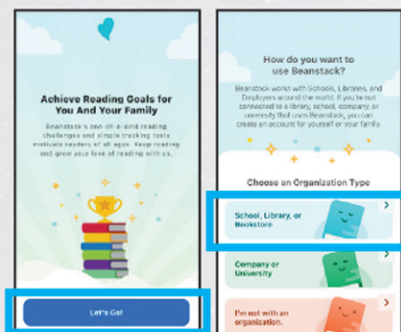 Achieve Reading Goals for
You And Your Family
Beanstack's one-of-a-kind reading
challenges and simple tracking tools
motivate readers of all ages. Keep reading
and grow your love of reading with us.
Let's Go!
How do you want to
use Beanstack?
Beanstack works with Schools, Libraries, and
Employers around the world. If you're not
connected to a library, school, company, or
university that uses Beanstack, you can
create an account for yourself or your family.
Choose an Organization Type
School, Library, or
Bookstore
Company or
University
I'm not with an
organization.